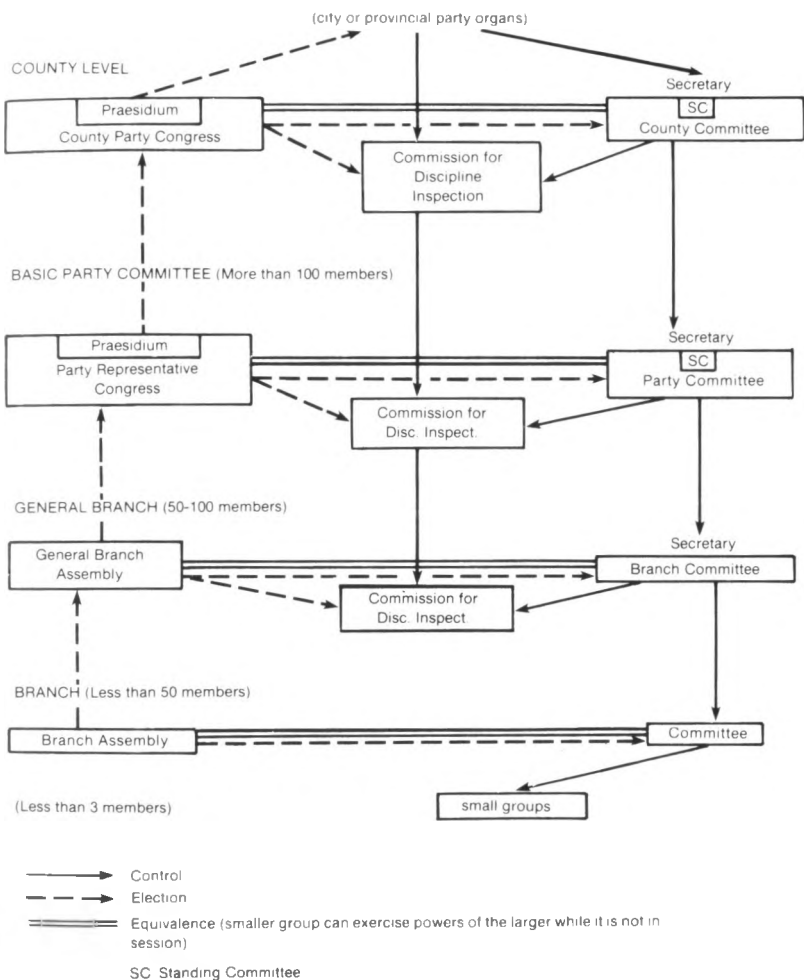 (city or provincial party organs)
COUNTY LEVEL
Praesidium
County Party Congress
Secretary
SC
County Committee
Commission for
Discipline
Inspection
BASIC PARTY COMMITTEE (More than 100 members)
Praesidium
Party Representative
Congress
Secretary
SC
Party Committee
Commission for
Disc. Inspect.
GENERAL BRANCH (50-100 members)
General Branch
Assembly
Secretary
Branch Committee
Commission for
Disc. Inspect.
BRANCH (Less than 50 members)
Branch Assembly
Committee
(Less than 3 members)
small groups
Control
Election
Equivalence (smaller group can exercise powers of the larger while it is not in
session)
SC Standing Committee